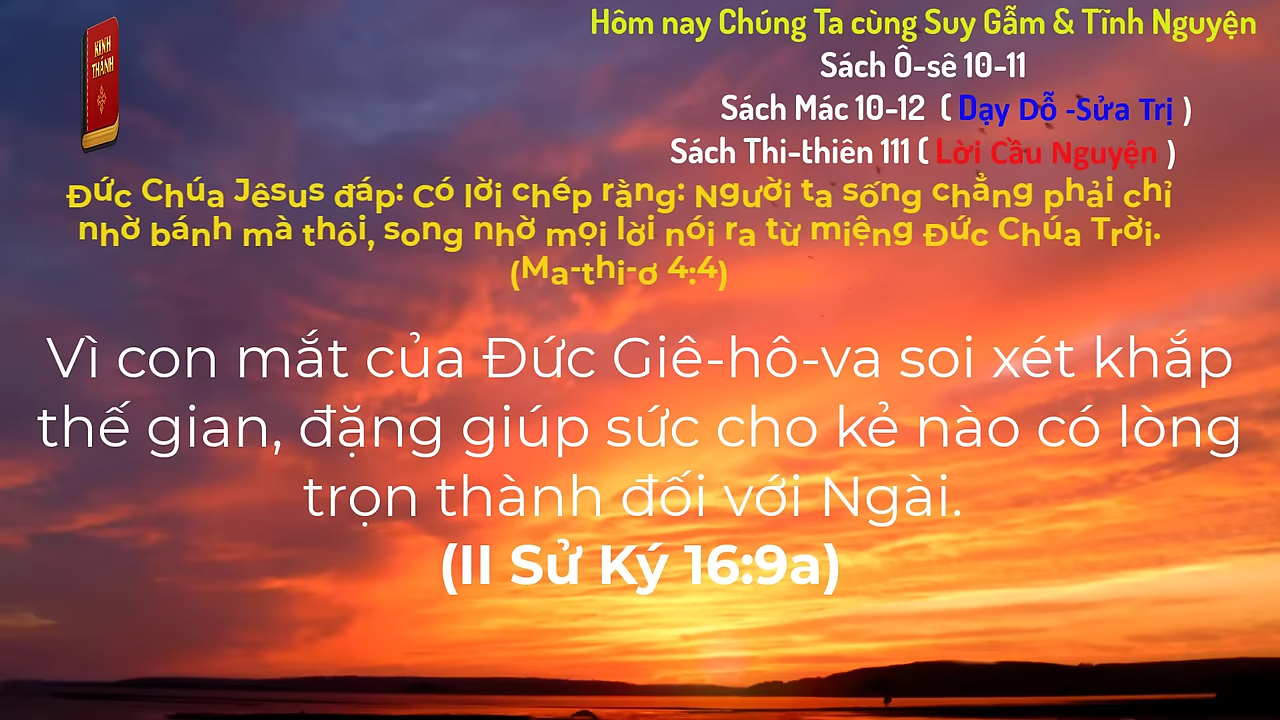 KINH
THÁNH
Hôm nay Chúng Ta cùng Suy Gẫm & Tĩnh Nguyện
Sách Ô-sê 10-11
Sách Mác 10-12 ( Dạy Dỗ -Sửa Trị )
Sách Thi-thiên 111 ( Lời Cầu Nguyện )
Đức Chúa Jêsus đáp: Có lời chép rằng: Người ta sống chẳng phải chỉ
nhờ bánh mà thôi, song nhờ mọi lời nói ra từ miệng Đức Chúa Trời.
(Ma-thi-ơ 4:4)
Vì con mắt của Đức Giê-hô-va soi xét khắp
thế gian, đặng giúp sức cho kẻ nào có lòng
trọn thành đối với Ngài.
(II Sử Ký 16:9a)